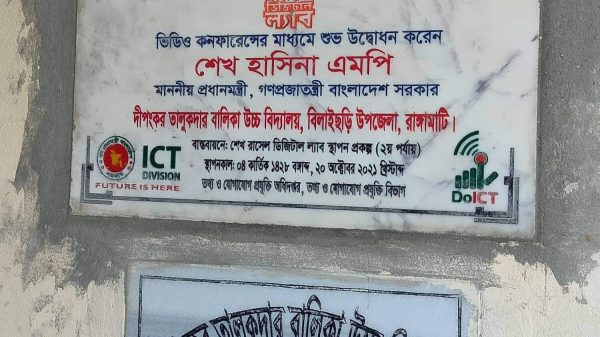 ডিজিটাল
ল্যাব
ভিডিও কনফারেন্সের মাধ্যমে শুভ উদ্বোধন করেন
শেখ হাসিনা এমপি
মাননীয় প্রধানমন্ত্রী, গণপ্রজাতন্ত্রী বাংলাদেশ সরকার
দীপংকর তালুকদার বালিকা উচ্চ বিদ্যালয়, বিলাইছড়ি উপজেলা, রাঙ্গামাটি।
বাস্তবায়নে: শেখ রাসেল ডিজিটাল ল্যাব স্থাপন প্রকল্প (২য় পর্যায়)
স্থাপনকাল: ০৪ কার্তিক ১৪২৮ বঙ্গাব্দ, ২০ অক্টোবর ২০২১ খ্রিস্টাব্দ
তথ্য ও যোগাযোগ প্রযুক্তি অধিদপ্তর, তথ্য ও যোগাযোগ প্রযুক্তি বিভাগ
ICT
DIVISION
FUTURE IS HERE
DoICT
তালুকদার বালিকা